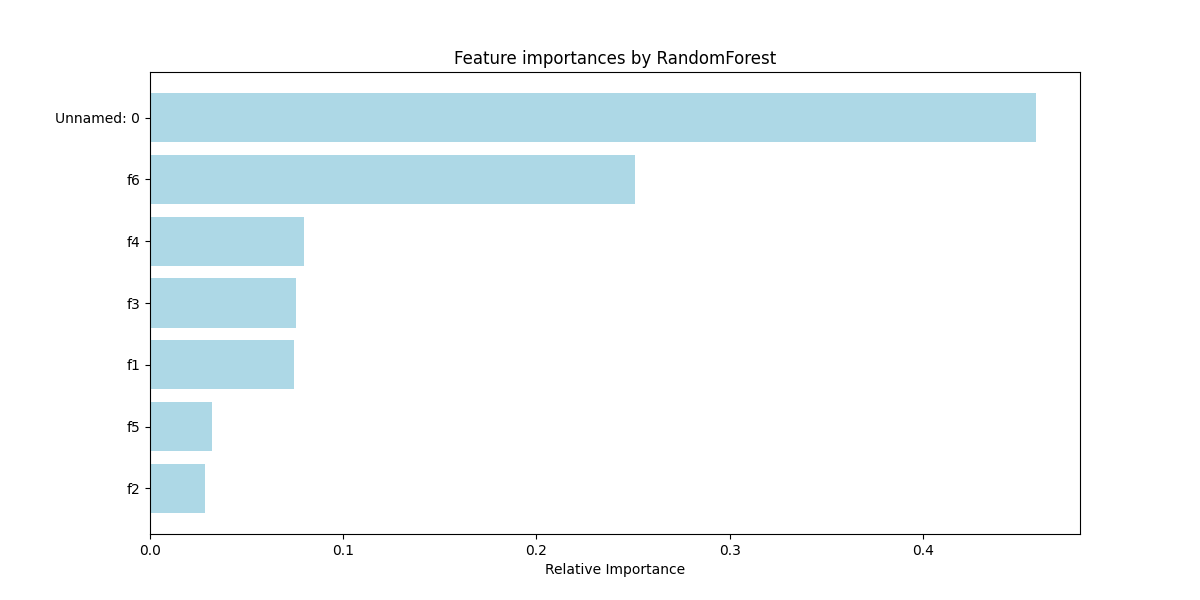 Feature importances by RandomForest
Unnamed: 0
f6
f4
f3
f1
f5
f2
0.0 0.1 0.2 0.3 0.4
Relative Importance